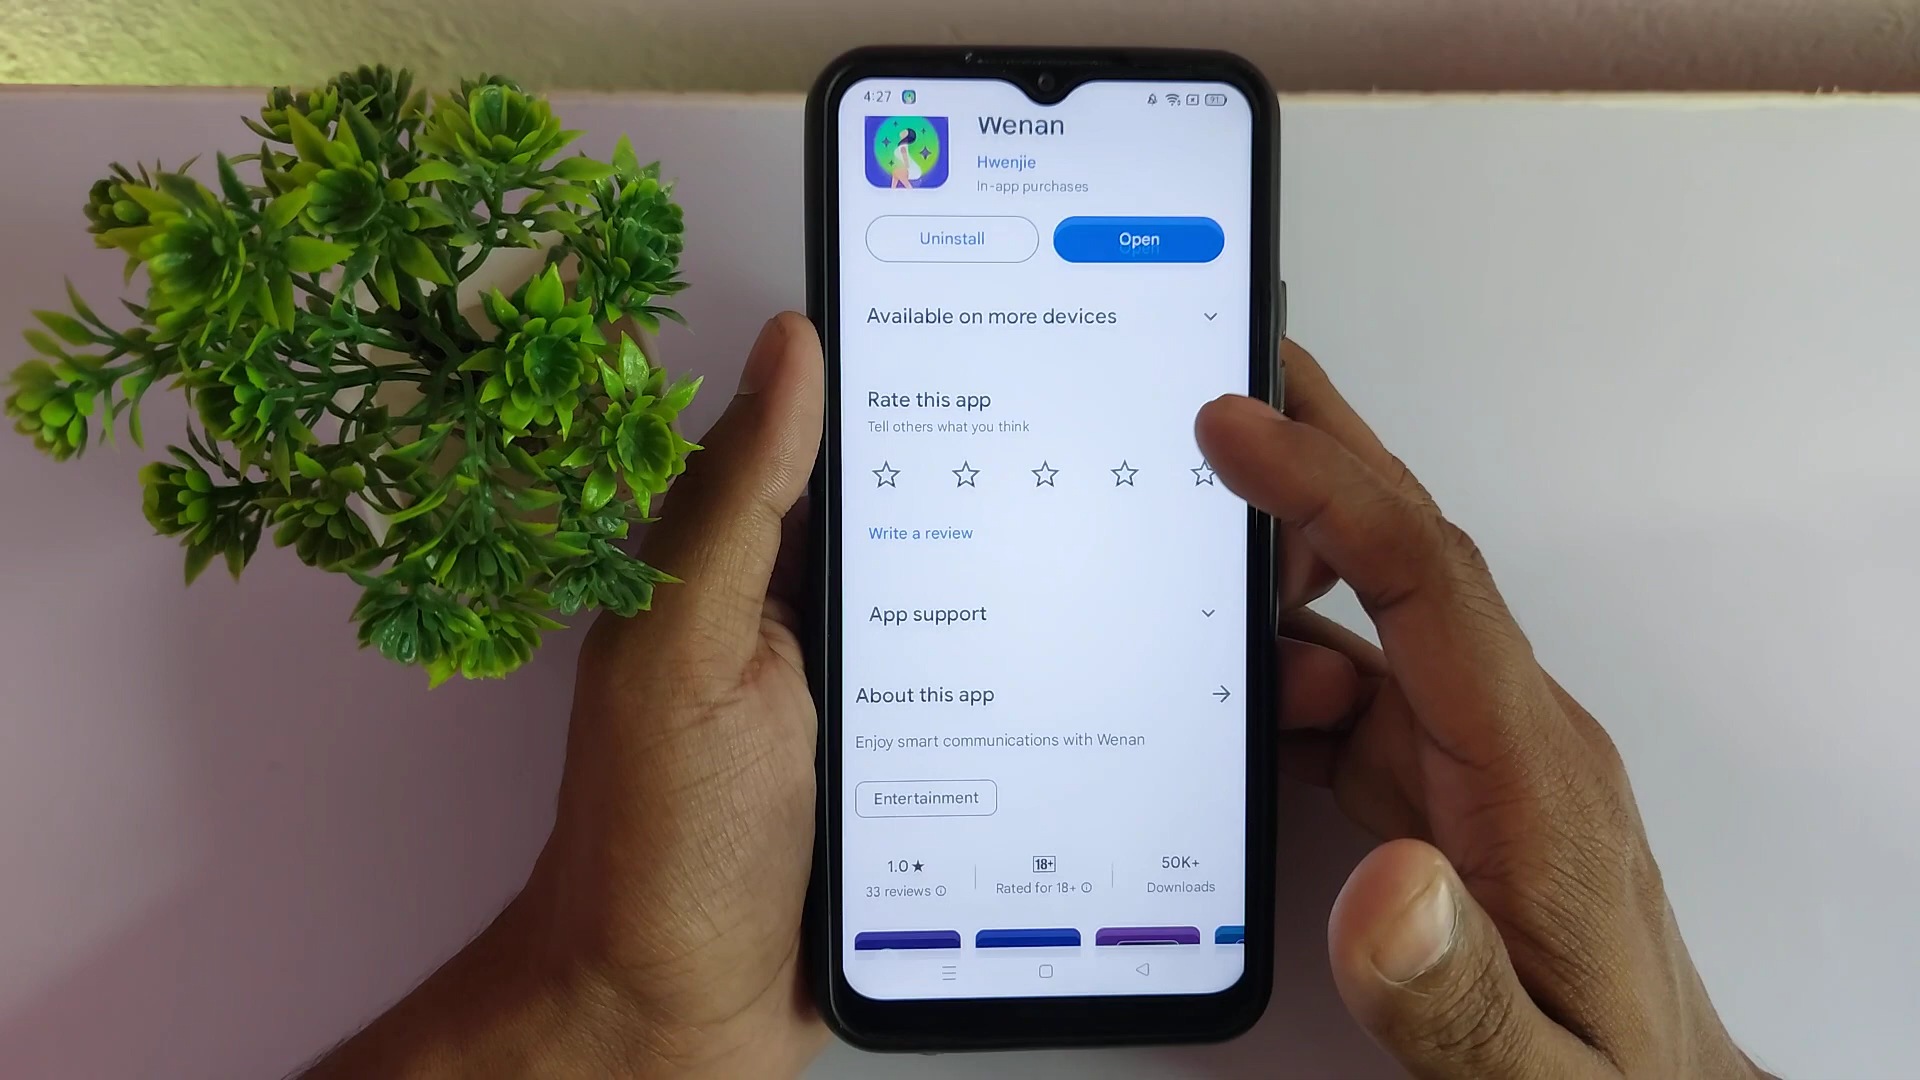 4:27
91
Wenan
Hwenjie
In-app purchases
Uninstall
Open
Available on more devices
Rate this app
Tell others what you think
Write a review
App support
About this app
Enjoy smart communications with Wenan
Entertainment
1.0★
18+
50K+
33 reviews
Rated for 18+
Downloads